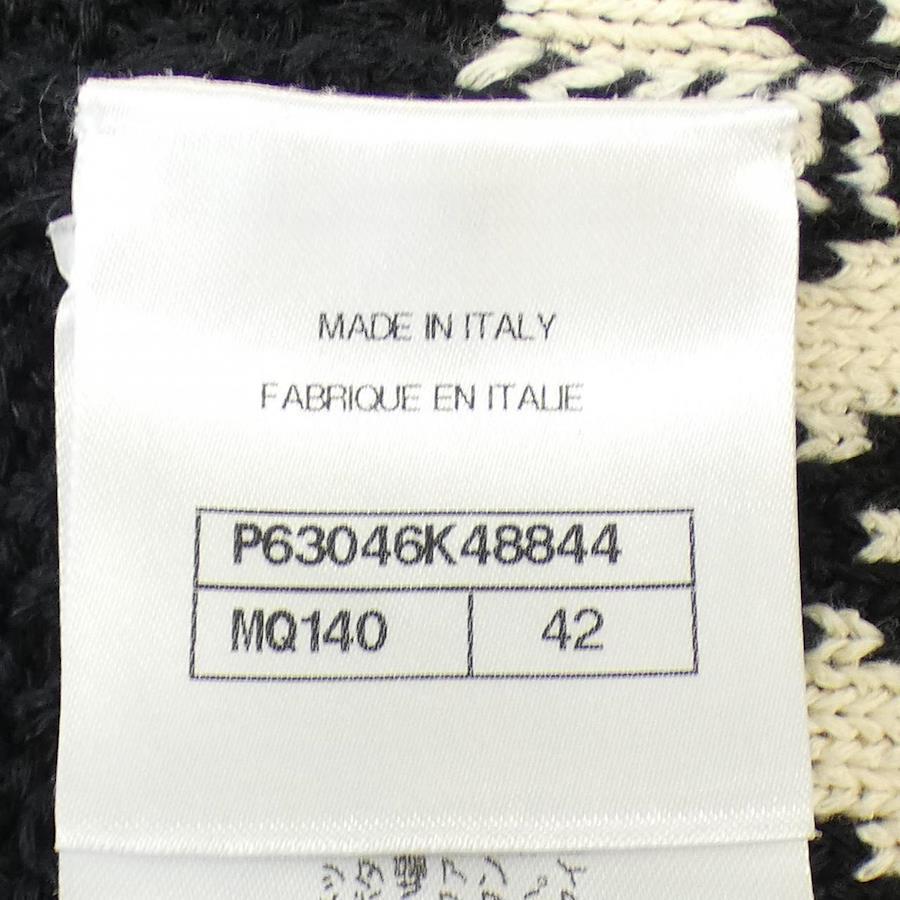 MADE IN ITALY
FABRIQUE EN ITALIE
P63046K48844
MQ140 42